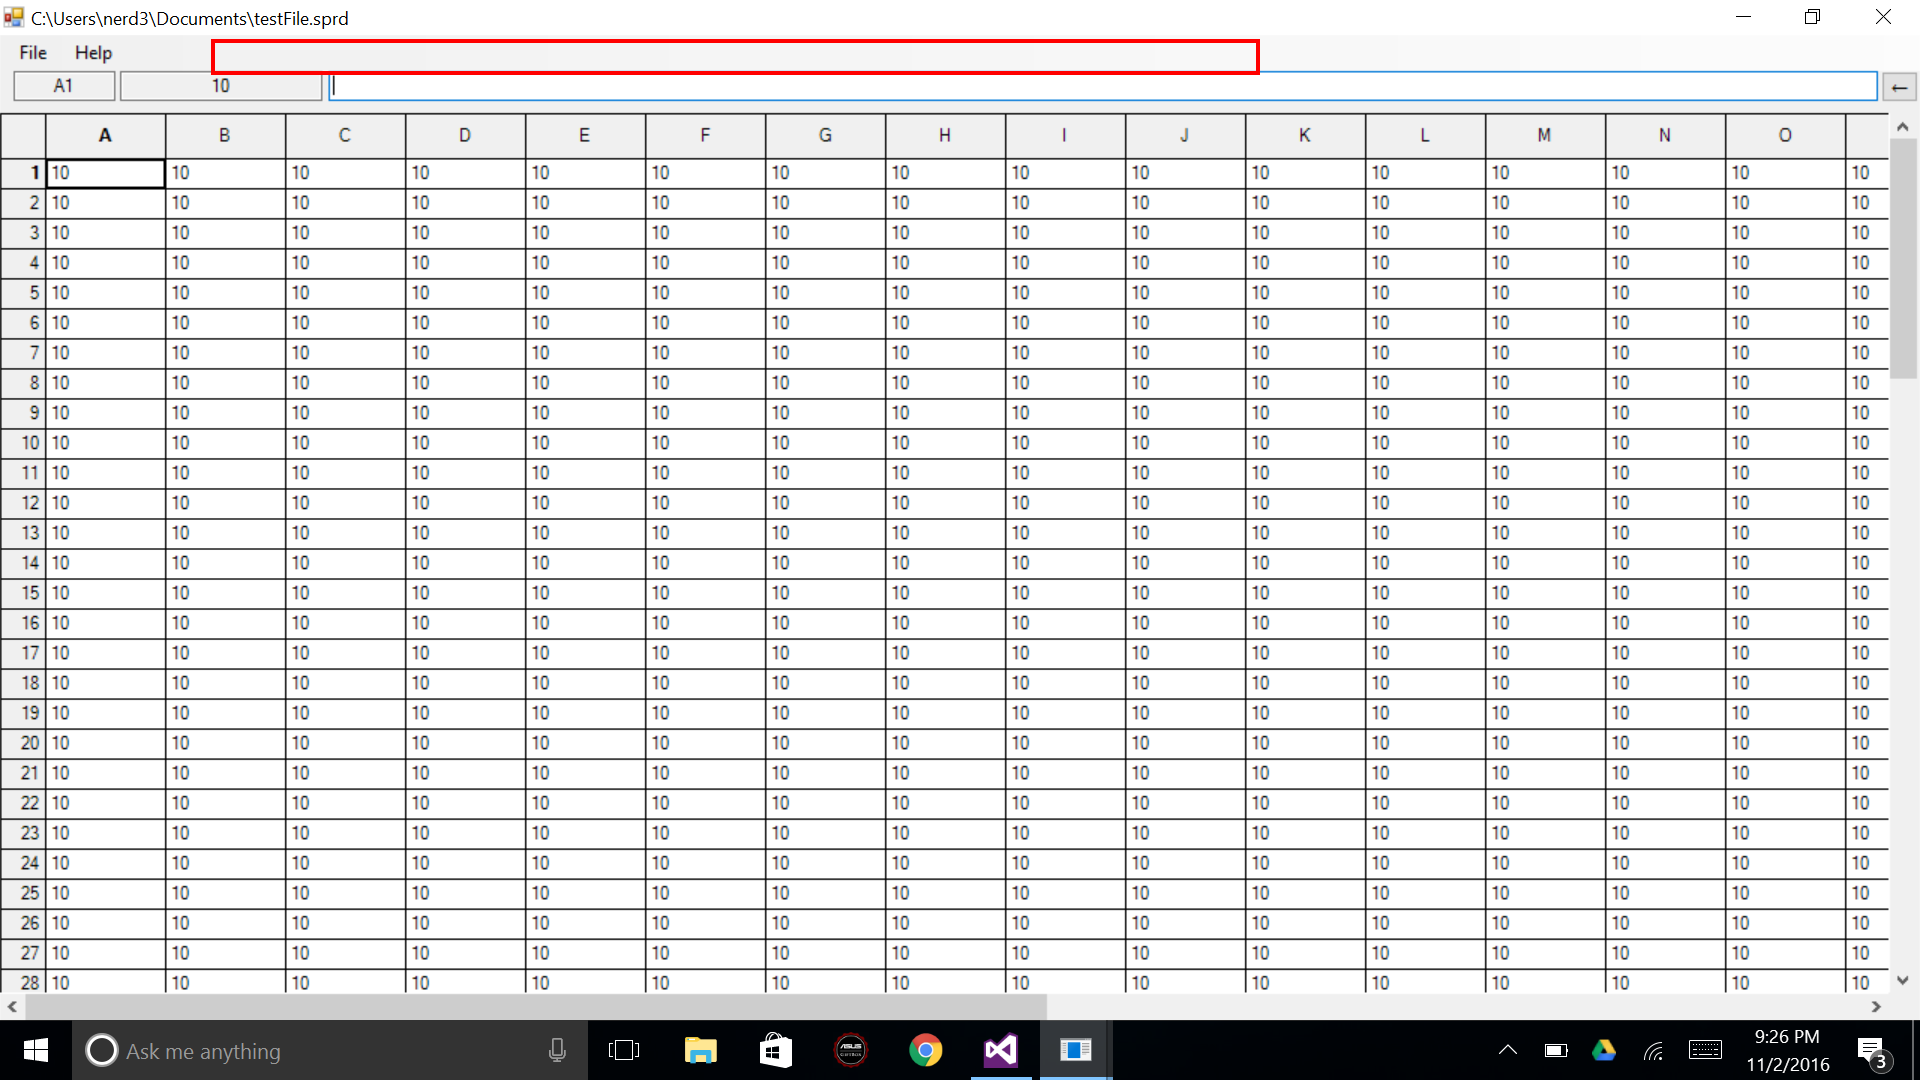 C:\Users\nerd3\Documents\testFile.sprd
File Help
A1 10 ←
A B C D E F G H I J K L M N O
1 10 10 10 10 10 10 10 10 10 10 10 10 10 10 10 10
2 10 10 10 10 10 10 10 10 10 10 10 10 10 10 10 10
3 10 10 10 10 10 10 10 10 10 10 10 10 10 10 10 10
4 10 10 10 10 10 10 10 10 10 10 10 10 10 10 10 10
5 10 10 10 10 10 10 10 10 10 10 10 10 10 10 10 10
6 10 10 10 10 10 10 10 10 10 10 10 10 10 10 10 10
7 10 10 10 10 10 10 10 10 10 10 10 10 10 10 10 10
8 10 10 10 10 10 10 10 10 10 10 10 10 10 10 10 10
9 10 10 10 10 10 10 10 10 10 10 10 10 10 10 10 10
10 10 10 10 10 10 10 10 10 10 10 10 10 10 10 10 10
11 10 10 10 10 10 10 10 10 10 10 10 10 10 10 10 10
12 10 10 10 10 10 10 10 10 10 10 10 10 10 10 10 10
13 10 10 10 10 10 10 10 10 10 10 10 10 10 10 10 10
14 10 10 10 10 10 10 10 10 10 10 10 10 10 10 10 10
15 10 10 10 10 10 10 10 10 10 10 10 10 10 10 10 10
16 10 10 10 10 10 10 10 10 10 10 10 10 10 10 10 10
17 10 10 10 10 10 10 10 10 10 10 10 10 10 10 10 10
18 10 10 10 10 10 10 10 10 10 10 10 10 10 10 10 10
19 10 10 10 10 10 10 10 10 10 10 10 10 10 10 10 10
20 10 10 10 10 10 10 10 10 10 10 10 10 10 10 10 10
21 10 10 10 10 10 10 10 10 10 10 10 10 10 10 10 10
22 10 10 10 10 10 10 10 10 10 10 10 10 10 10 10 10
23 10 10 10 10 10 10 10 10 10 10 10 10 10 10 10 10
24 10 10 10 10 10 10 10 10 10 10 10 10 10 10 10 10
25 10 10 10 10 10 10 10 10 10 10 10 10 10 10 10 10
26 10 10 10 10 10 10 10 10 10 10 10 10 10 10 10 10
27 10 10 10 10 10 10 10 10 10 10 10 10 10 10 10 10
28 10 10 10 10 10 10 10 10 10 10 10 10 10 10 10 10
Ask me anything
ASUS
9:26 PM
11/2/2016
3